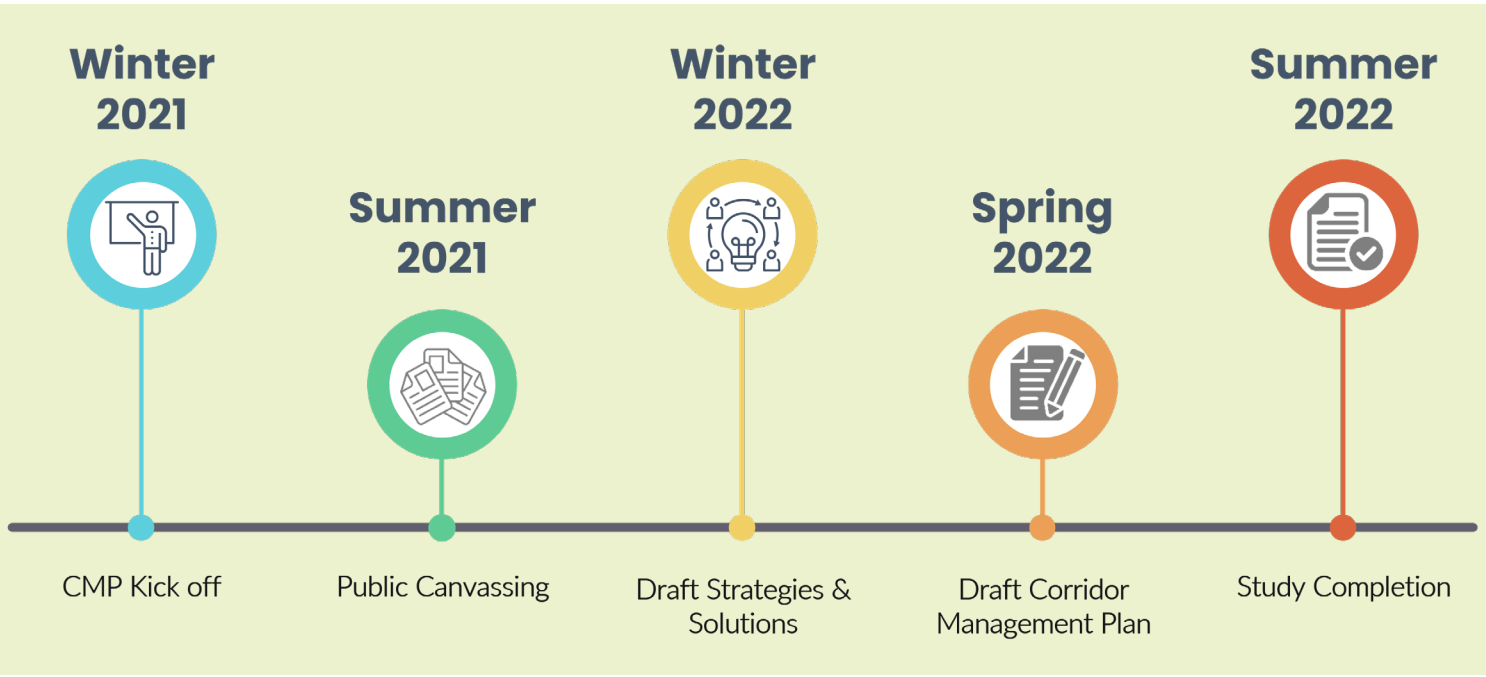 Winter
2021
CMP Kick off
Summer
2021
Public Canvassing
Winter
2022
Draft Strategies &
Solutions
Spring
2022
Draft Corridor
Management Plan
Summer
2022
Study Completion